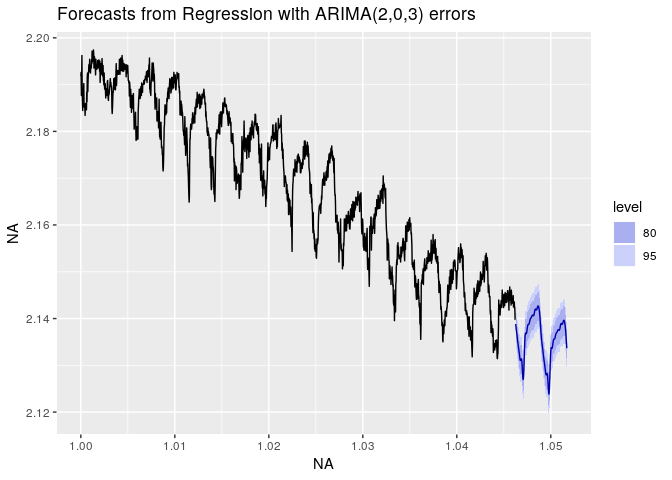 Forecasts from Regression with ARIMA(2,0,3) errors
2.20
2.18
2.16
2.14
2.12
NA
1.00 1.01 1.02 1.03 1.04 1.05
NA
level
80
95